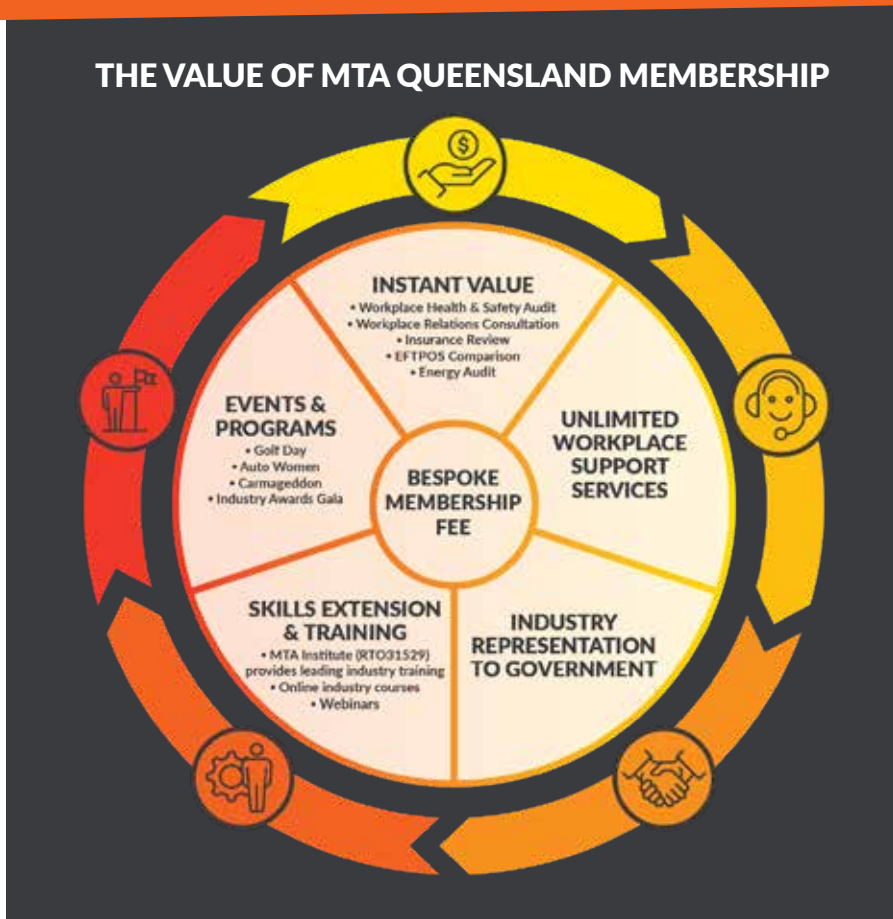 THE VALUE OF MTA QUEENSLAND MEMBERSHIP
INSTANT VALUE
• Workplace Health & Safety Audit
• Workplace Relations Consultation
• Insurance Review
• EFTPOS Comparison
• Energy Audit
UNLIMITED
WORKPLACE
SUPPORT
SERVICES
INDUSTRY
REPRESENTATION
TO GOVERNMENT
SKILLS EXTENSION
& TRAINING
• MTA Institute (RTO31529)
provides leading industry training
• Online industry courses
• Webinars
EVENTS &
PROGRAMS
• Golf Day
• Auto Women
• Carmageddon
• Industry Awards Gala
BESPOKE
MEMBERSHIP
FEE
$